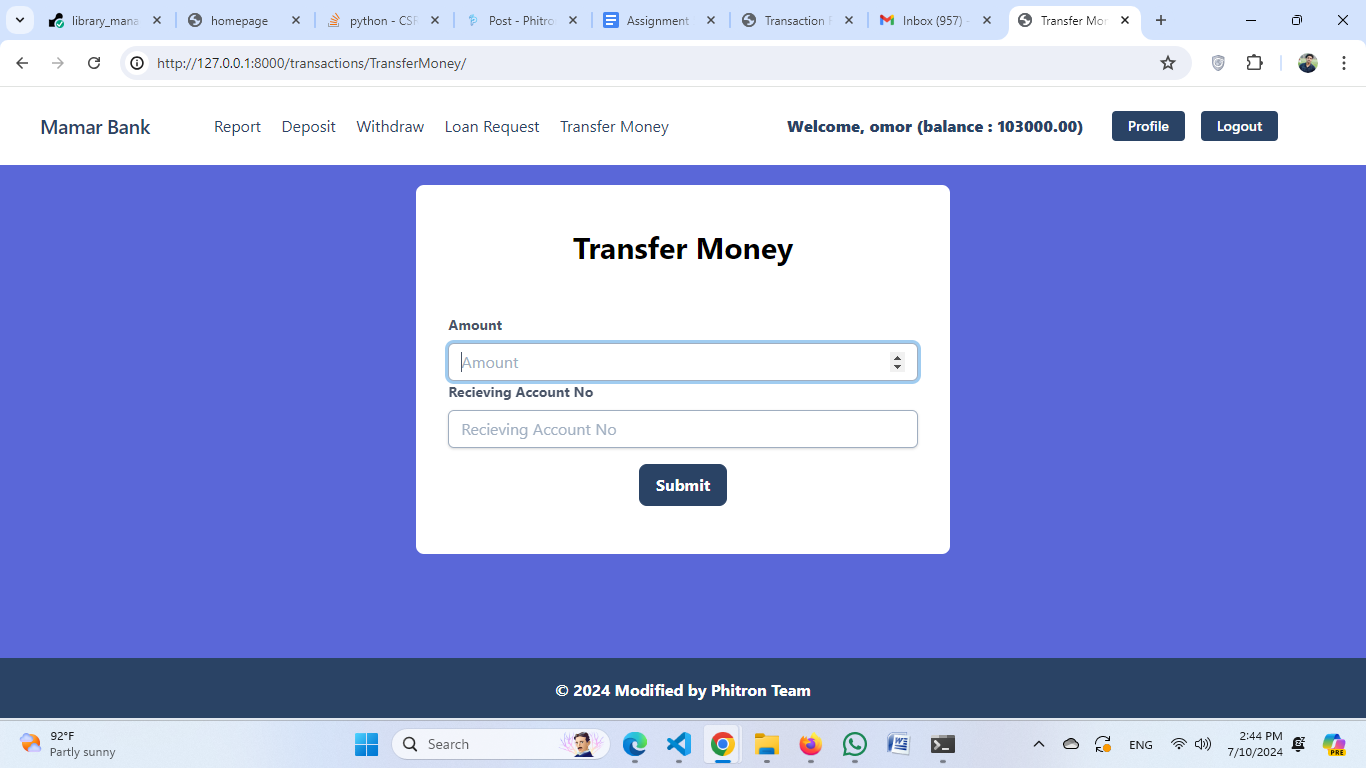 library_mana
homepage
python - CSF
Post - Phitro
Assignment
Transaction
Inbox (957) -
Transfer Mon
http://127.0.0.1:8000/transactions/TransferMoney/
Mamar Bank
Report Deposit Withdraw Loan Request Transfer Money
Welcome, omor (balance : 103000.00)
Profile
Logout
Transfer Money
Amount
Amount
Recieving Account No
Recieving Account No
Submit
© 2024 Modified by Phitron Team
92°F
Partly sunny
Search
ENG
2:44 PM
7/10/2024
PRE